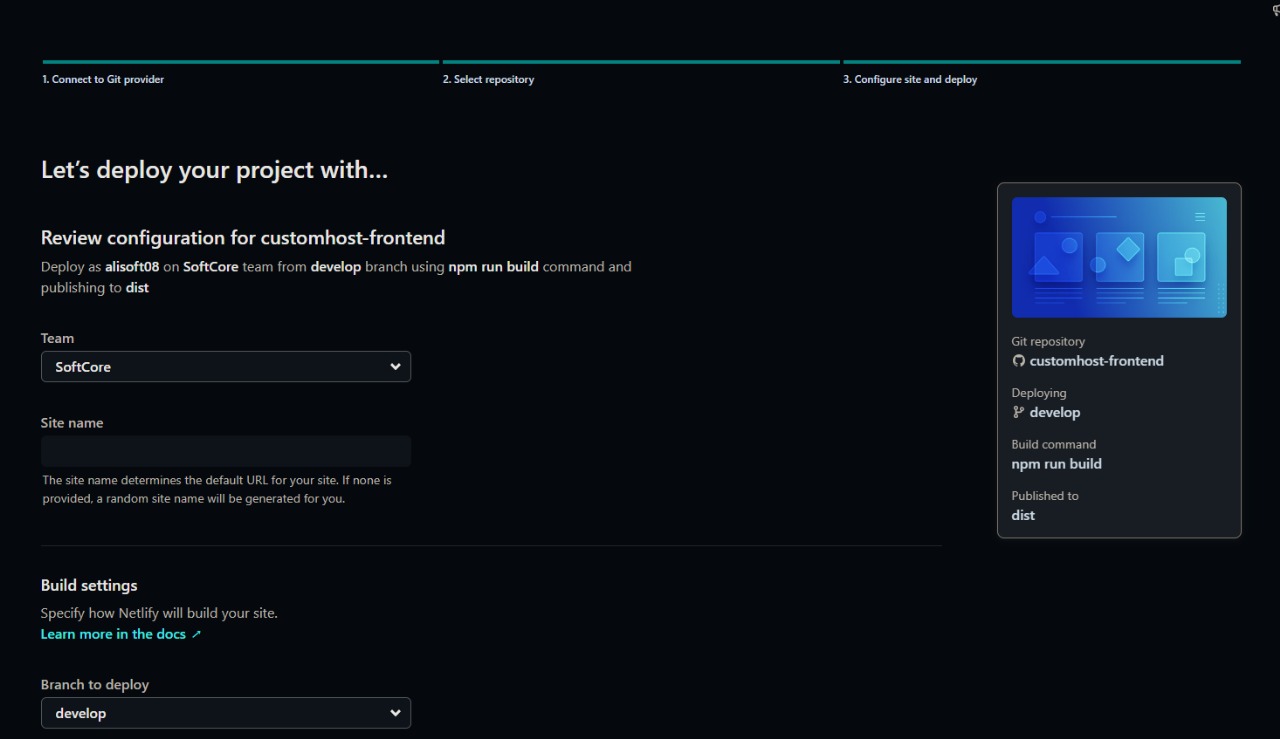 1. Connect to Git provider
2. Select repository
3. Configure site and deploy
Let’s deploy your project with...
Review configuration for customhost-frontend
Deploy as alisoft08 on SoftCore team from develop branch using npm run build command and
publishing to dist
Team
SoftCore
Site name
The site name determines the default URL for your site. If none is
provided, a random site name will be generated for you.
Build settings
Specify how Netlify will build your site.
Learn more in the docs ↗
Branch to deploy
develop
Git repository
customhost-frontend
Deploying
develop
Build command
npm run build
Published to
dist